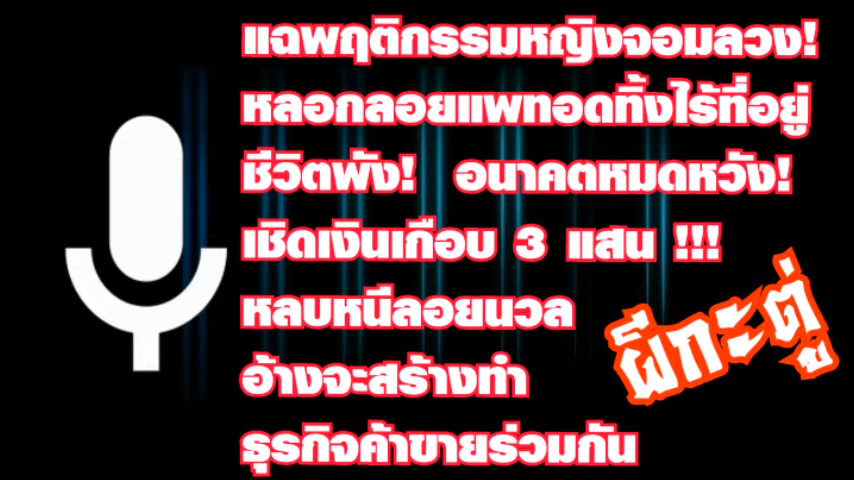 แฉพฤติกรรมหญิงจอมลวง!
หลอกลอยแพทอดทิ้งไร้ที่อยู่
ชีวิตพัง! อนาคตหมดหวัง!
เชิดเงินเกือบ 3 แสน !!!
หลบหนีลอยนวล
อ้างจะสร้างทำ
ธุรกิจค้าขายร่วมกัน
ผีกะตู่